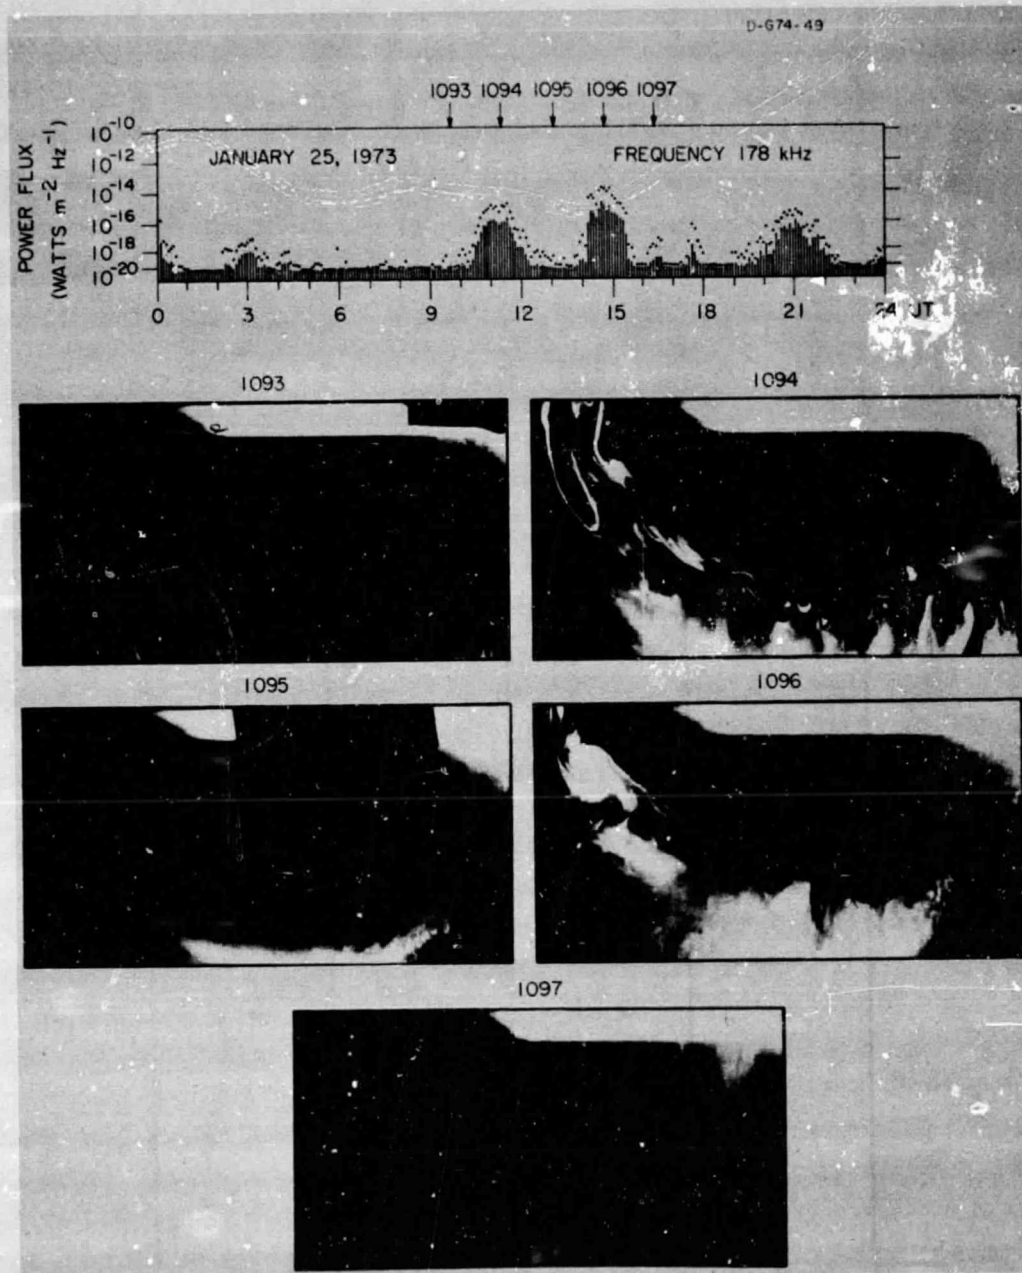 D-G74-49
1093 1094 1095 1096 1097
POWER FLUX
(WATTS m⁻² Hz⁻¹)
10⁻¹⁰
10⁻¹²
10⁻¹⁴
10⁻¹⁶
10⁻¹⁸
10⁻²⁰
JANUARY 25, 1973 FREQUENCY 178 kHz
0 3 6 9 12 15 18 21 24 UT
1093 1094
1095 1096
1097